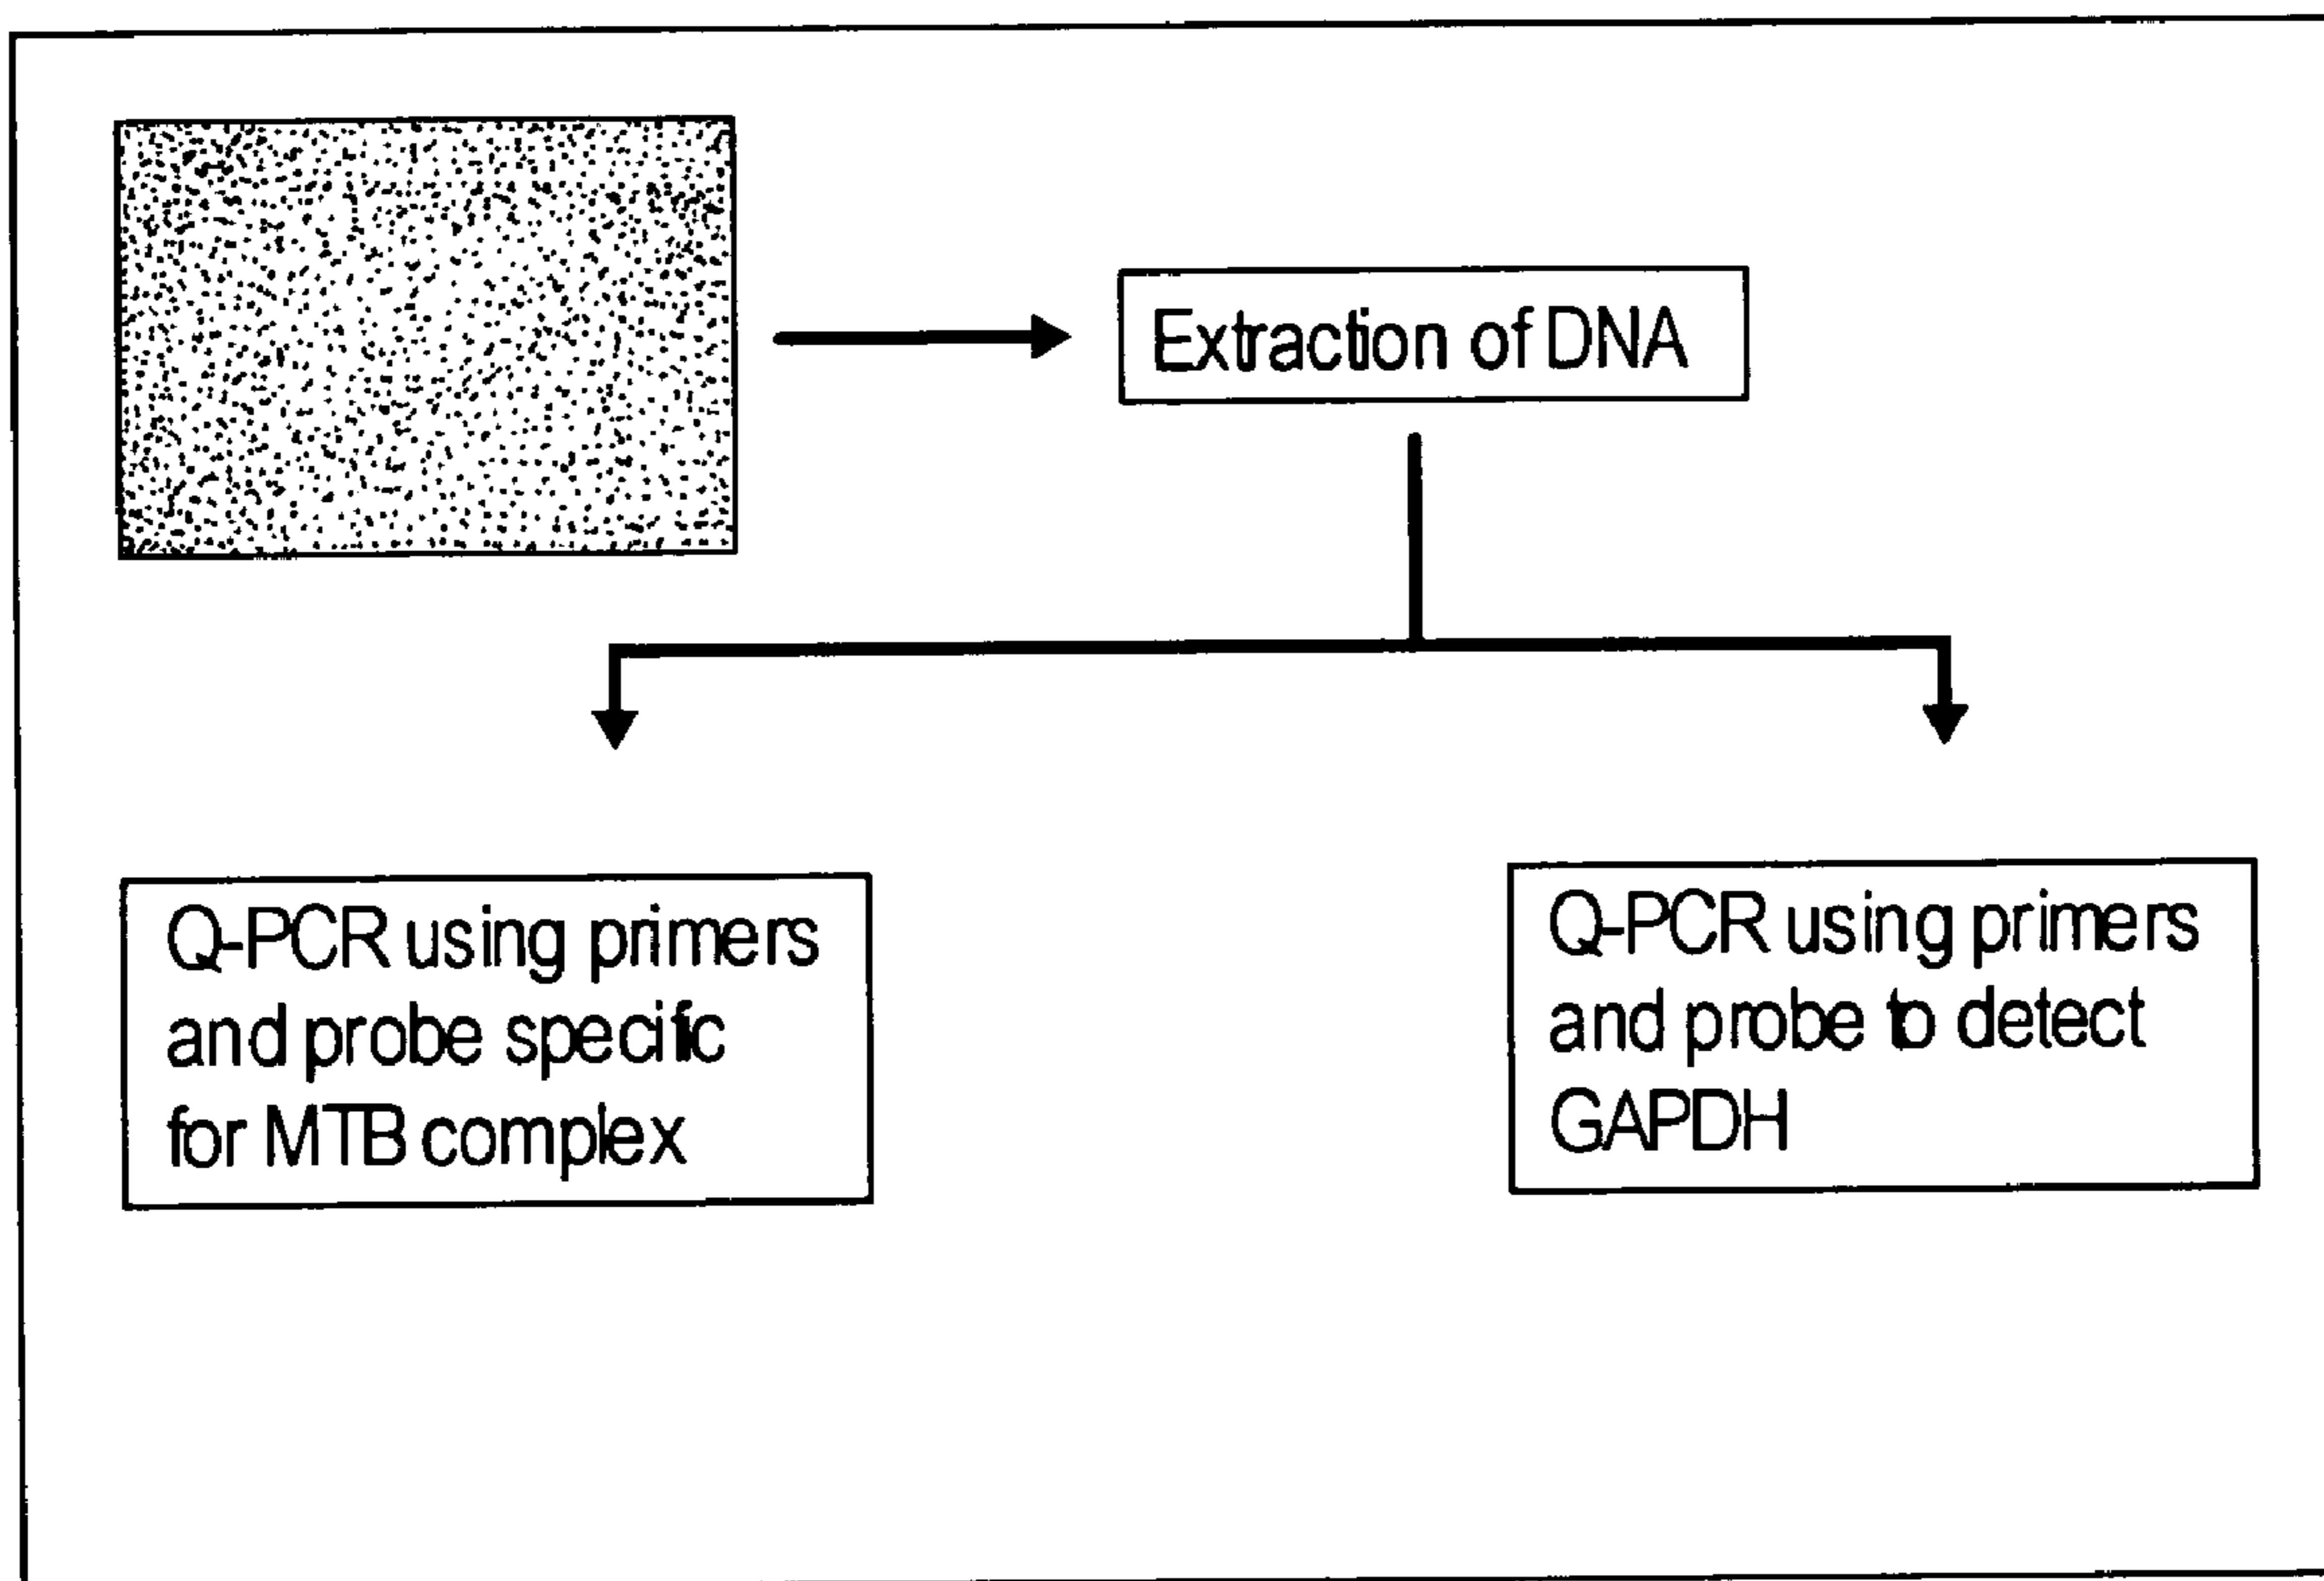 Extraction of DNA
Q-PCR using primers
and probe specific
for MTB complex
Q-PCR using primers
and probe to detect
GAPDH